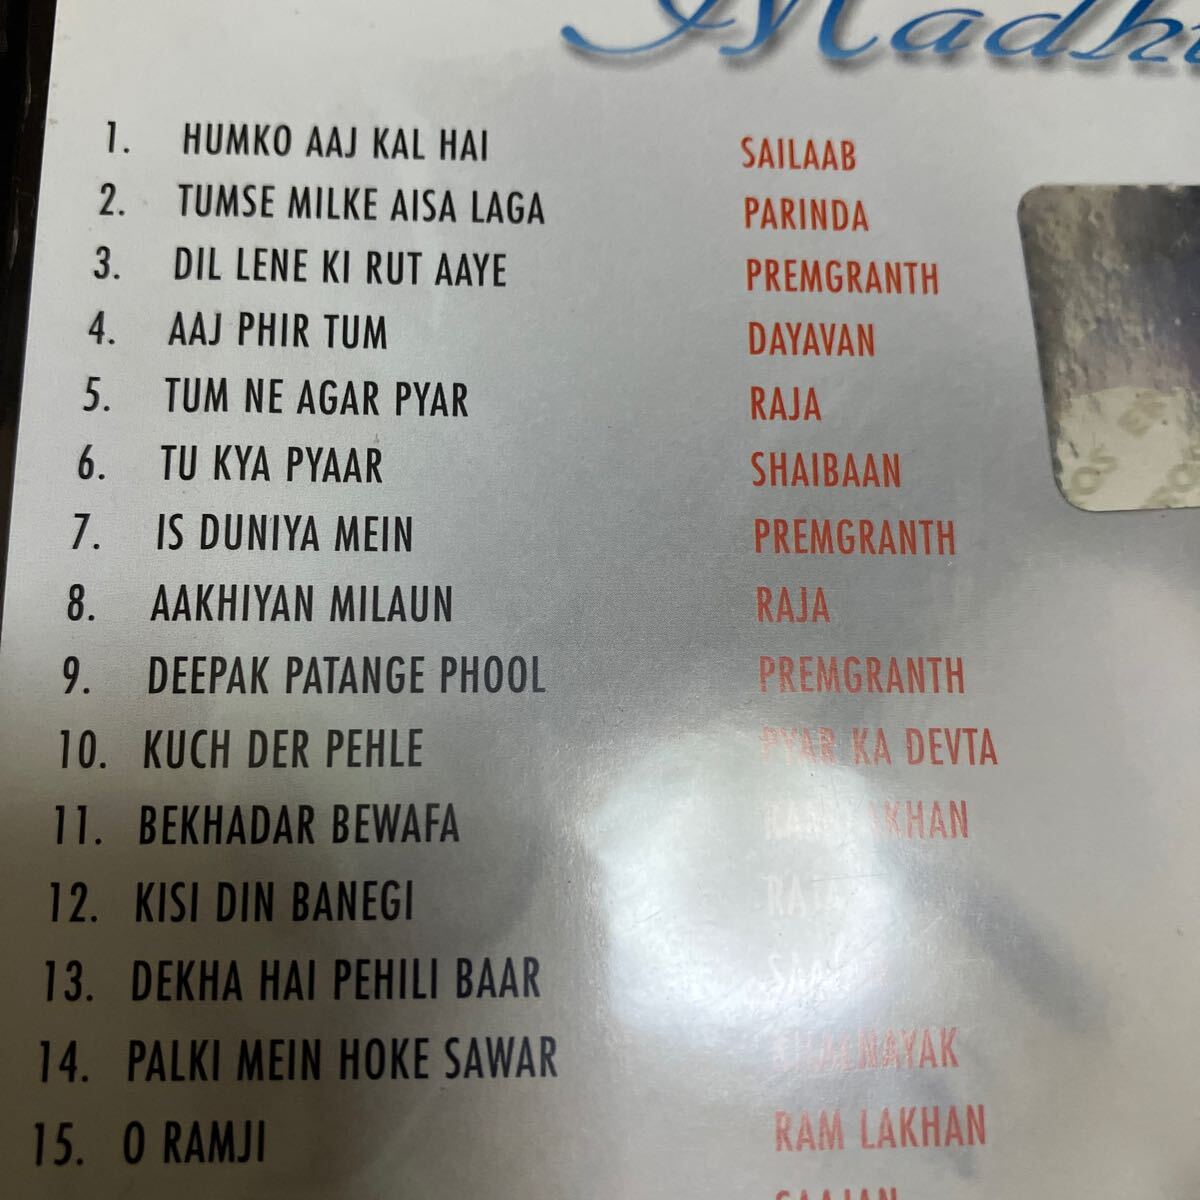 1. HUMKO AAJ KAL HAI SAILAAB
2. TUMSE MILKE AISA LAGA PARINDA
3. DIL LENE KI RUT AAYE PREMGRANTH
4. AAJ PHIR TUM DAYAVAN
5. TUM NE AGAR PYAR RAJA
6. TU KYA PYAAR SHAIBAAN
7. IS DUNIYA MEIN PREMGRANTH
8. AAKHIYAN MILAUN RAJA
9. DEEPAK PATANGE PHOOL PREMGRANTH
10. KUCH DER PEHLE PYAR KA DEVTA
11. BEKHADAR BEWAFA RAM LAKHAN
12. KISI DIN BANEGI RAJA
13. DEKHA HAI PEHILI BAAR
14. PALKI MEIN HOKE SAWAR
15. O RAMJI RAM LAKHAN
SAAJAN